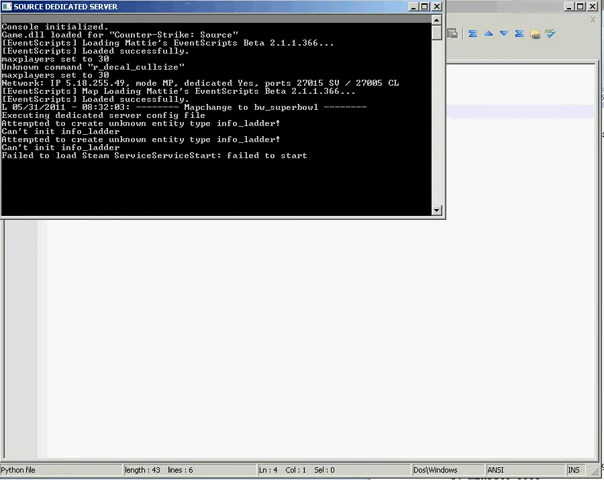 SOURCE DEDICATED SERVER
Console initialized.
Game.dll loaded for "Counter-Strike: Source"
[EventScripts] Loading Mattie's EventScripts Beta 2.1.1.366...
[EventScripts] Loaded successfully.
maxplayers set to 30
Unknown command "r_decal_cullsize"
maxplayers set to 30
Network: IP 5.18.255.49, mode MP, dedicated Yes, ports 27015 SV / 27005 CL
[EventScripts] Map Loading Mattie's EventScripts Beta 2.1.1.366...
[EventScripts] Loaded successfully.
L 05/31/2011 - 08:32:03: -------- Mapchange to bw_superbowl --------
Executing dedicated server config file
Attempted to create unknown entity type info_ladder!
Can't init info_ladder
Attempted to create unknown entity type info_ladder!
Can't init info_ladder
Failed to load Steam ServiceServiceStart: failed to start
Python file length : 43 lines : 6 Ln : 4 Col : 1 Sel : 0 Dos\Windows ANSI INS